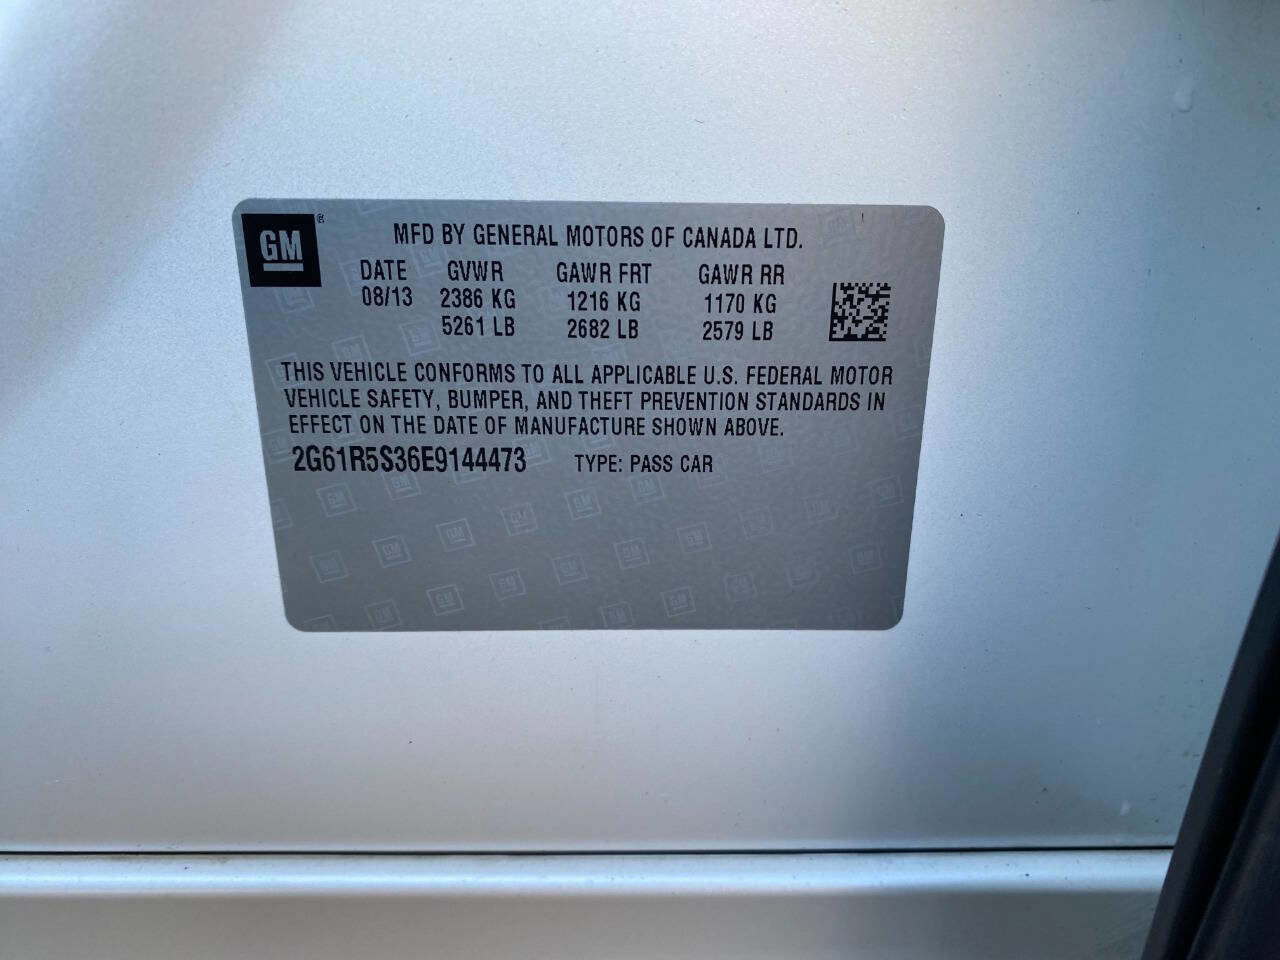 GM®
MFD BY GENERAL MOTORS OF CANADA LTD.
DATE GVWR GAWR FRT GAWR RR
08/13 2386 KG 1216 KG 1170 KG
5261 LB 2682 LB 2579 LB
THIS VEHICLE CONFORMS TO ALL APPLICABLE U.S. FEDERAL MOTOR
VEHICLE SAFETY, BUMPER, AND THEFT PREVENTION STANDARDS IN
EFFECT ON THE DATE OF MANUFACTURE SHOWN ABOVE.
2G61R5S36E9144473 TYPE: PASS CAR